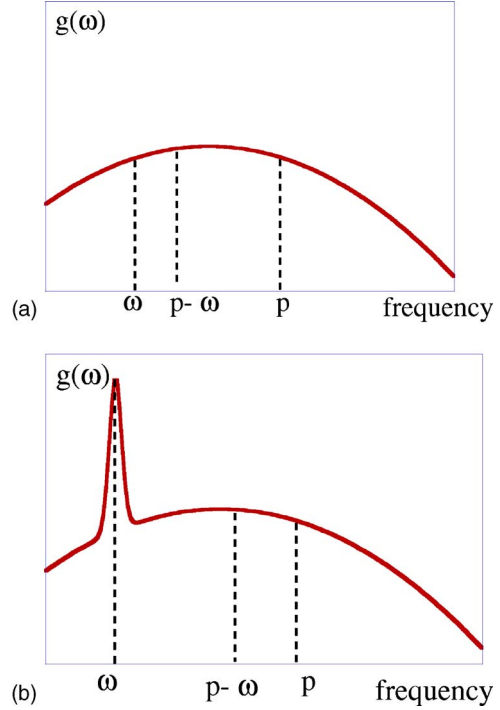 g(ω)
ω p- ω p
(a) frequency
g(ω)
ω p- ω p
(b) frequency